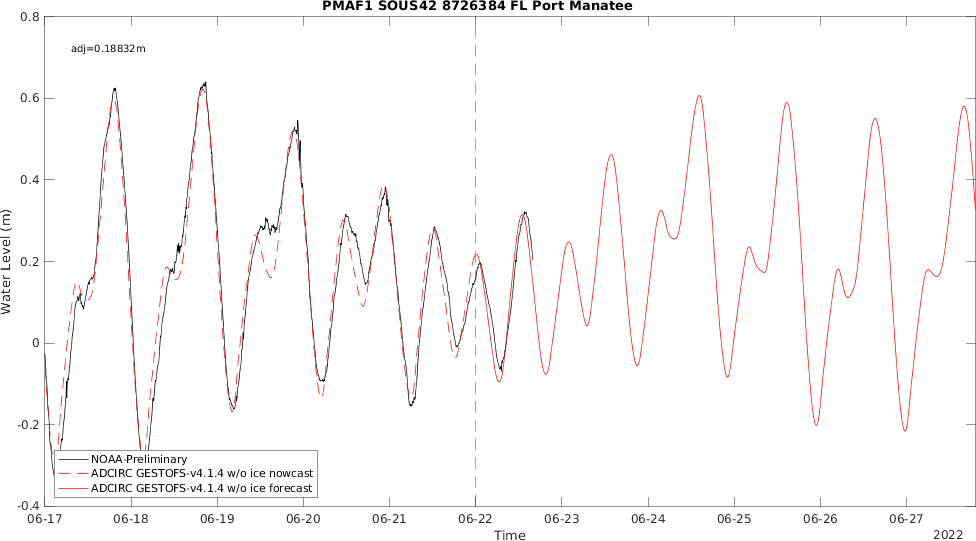 PMAF1 SOUS42 8726384 FL Port Manatee
adj=0.18832m
Water Level (m)
0.8
0.6
0.4
0.2
0
-0.2
-0.4
NOAA-Preliminary
ADCIRC GESTOFS-v4.1.4 w/o ice nowcast
ADCIRC GESTOFS-v4.1.4 w/o ice forecast
06-17 06-18 06-19 06-20 06-21 06-22 06-23 06-24 06-25 06-26 06-27
Time
2022